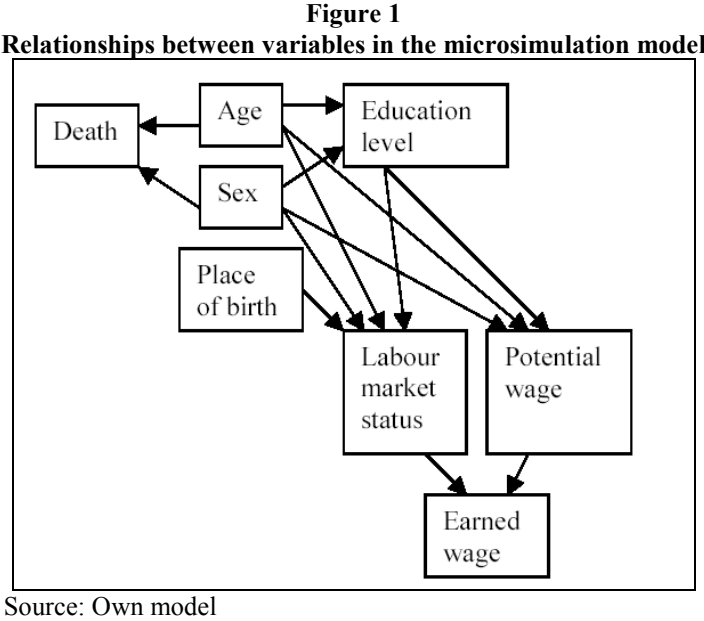 Figure 1
Relationships between variables in the microsimulation model
Death
Age
Education
level
Sex
Place
of birth
Labour
market
status
Potential
wage
Earned
wage
Source: Own model